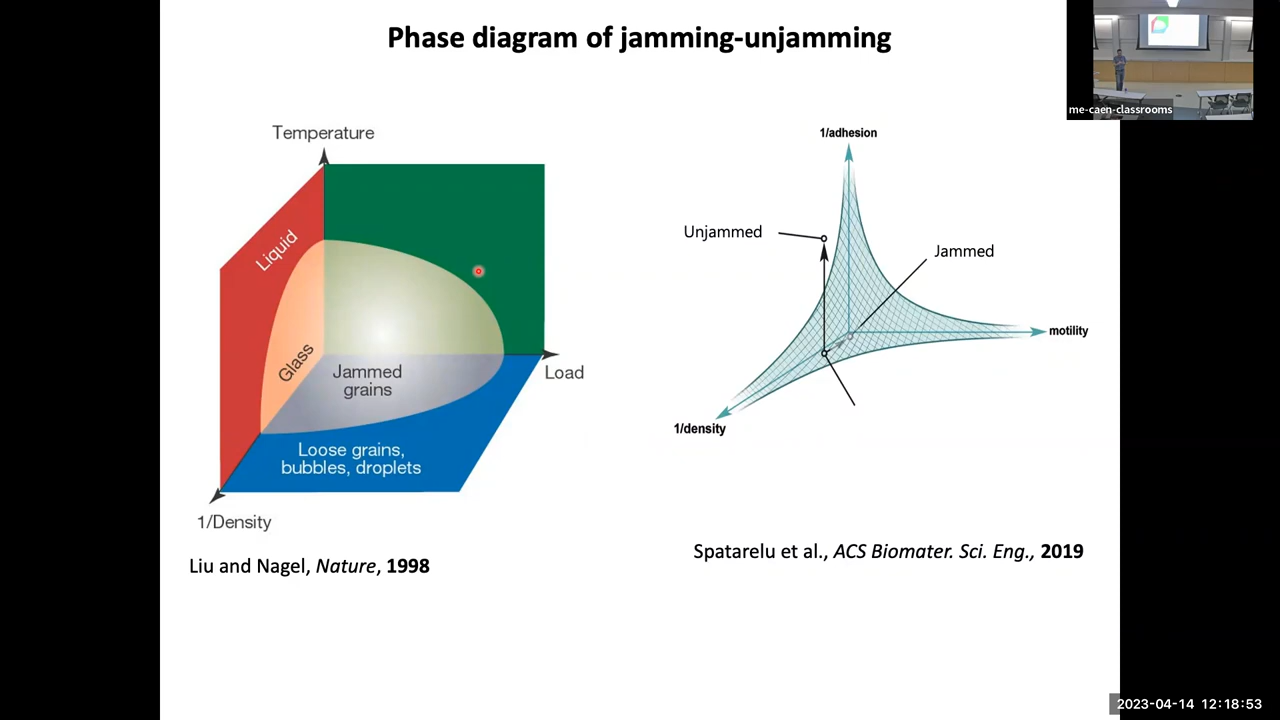 Phase diagram of jamming-unjamming
me-caen-classrooms
Temperature
Liquid
Glass
Jammed
grains
Load
Loose grains,
bubbles, droplets
1/Density
Liu and Nagel, Nature, 1998
1/adhesion
Unjammed
Jammed
motility
1/density
Spatarelu et al., ACS Biomater. Sci. Eng., 2019
2023-04-14 12:18:53